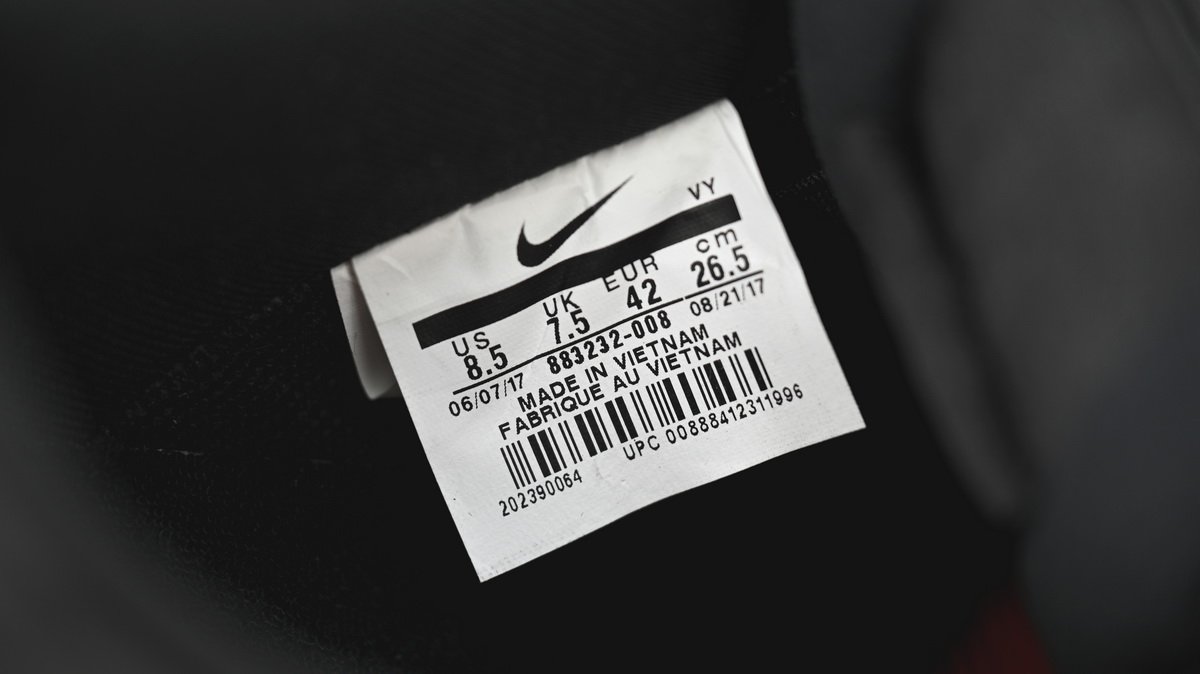 VY
US UK EUR cm
8.5 7.5 42 26.5
06/07/17 883232-008 08/21/17
MADE IN VIETNAM
FABRIQUE AU VIETNAM
202390064 UPC 00888412311996